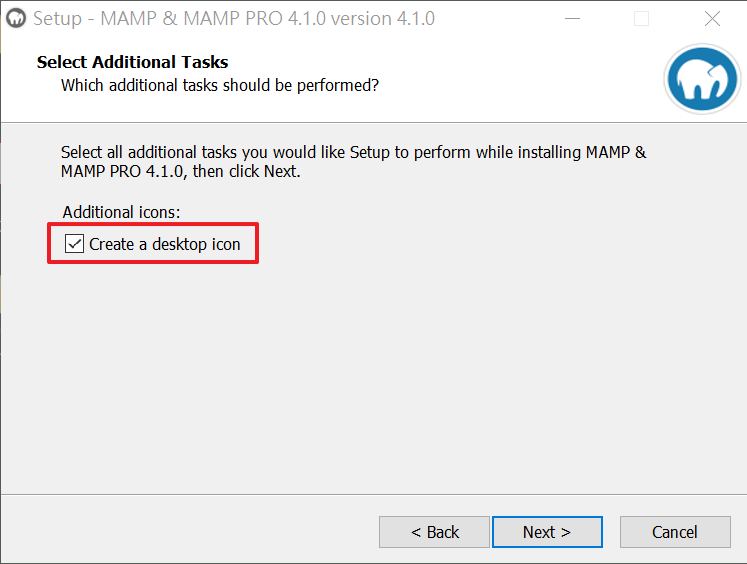 Setup - MAMP & MAMP PRO 4.1.0 version 4.1.0
Select Additional Tasks
Which additional tasks should be performed?
Select all additional tasks you would like Setup to perform while installing MAMP &
MAMP PRO 4.1.0, then click Next.
Additional icons:
Create a desktop icon
< Back
Next >
Cancel